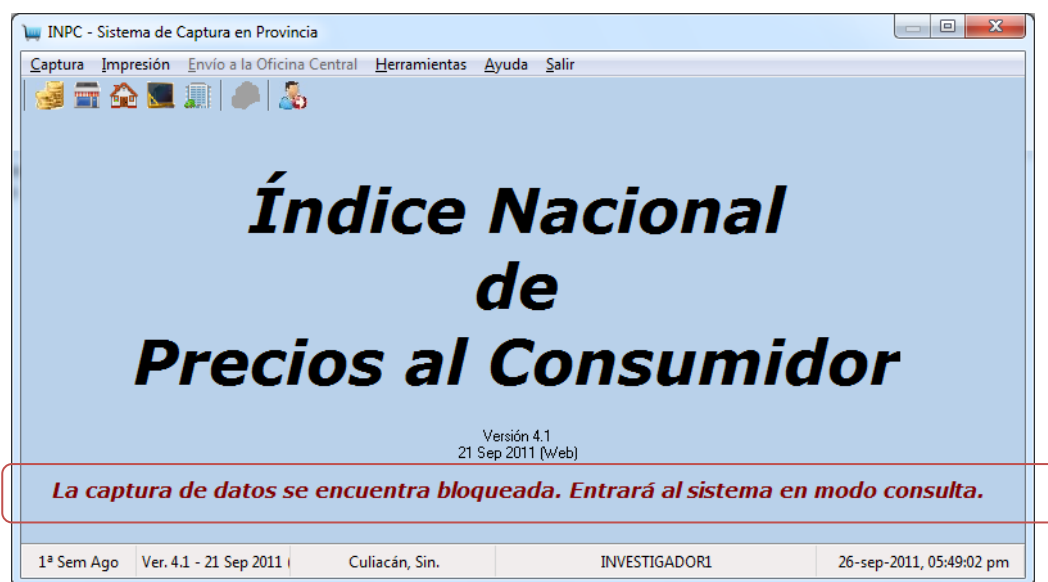 INPC - Sistema de Captura en Provincia
Captura Impresión Envío a la Oficina Central Herramientas Ayuda Salir
Índice Nacional
de
Precios al Consumidor
Versión 4.1
21 Sep 2011 (Web)
La captura de datos se encuentra bloqueada. Entrará al sistema en modo consulta.
1ª Sem Ago Ver. 4.1 - 21 Sep 2011 ( Culiacán, Sin. INVESTIGADOR1 26-sep-2011, 05:49:02 pm